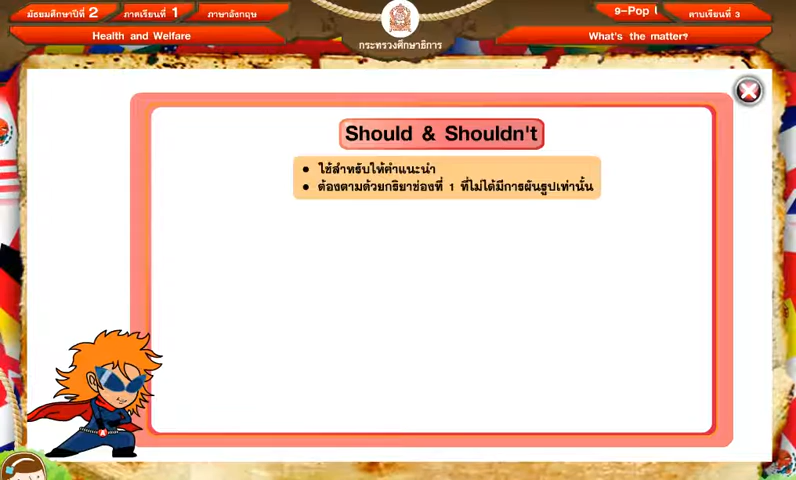 มัธยมศึกษาปีที่ 2 ภาคเรียนที่ 1 ภาษาอังกฤษ
9-Pop U คาบเรียนที่ 3
Health and Welfare
What's the matter?
กระทรวงศึกษาธิการ
Should & Shouldn't
• ใช้สำหรับให้คำแนะนำ
• ต้องตามด้วยกริยาช่องที่ 1 ที่ไม่ได้มีการผันรูปเท่านั้น